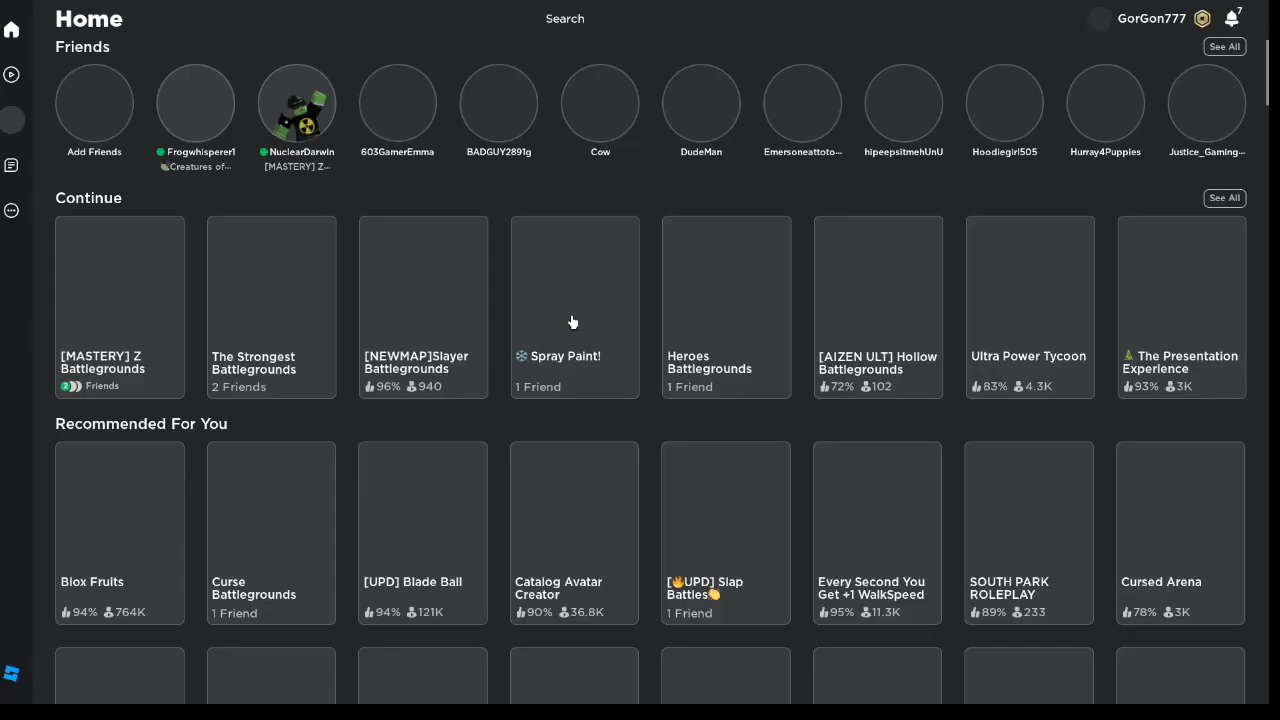 Home
Search
GorGon777
7
Friends
See All
Add Friends
Frogwhisperer1
Creatures of...
NuclearDarwin
[MASTERY] Z...
603GamerEmma
BADGUY2891g
Cow
DudeMan
Emersoneattoto...
hipeepsitmehUnU
Hoodiegirl505
Hurray4Puppies
Justice_Gaming...
Continue
See All
[MASTERY] Z
Battlegrounds
2 Friends
The Strongest
Battlegrounds
2 Friends
[NEWMAP]Slayer
Battlegrounds
96% 940
❄️ Spray Paint!
1 Friend
Heroes
Battlegrounds
1 Friend
[AIZEN ULT] Hollow
Battlegrounds
72% 102
Ultra Power Tycoon
83% 4.3K
🎄 The Presentation
Experience
93% 3K
Recommended For You
Blox Fruits
94% 764K
Curse
Battlegrounds
1 Friend
[UPD] Blade Ball
94% 121K
Catalog Avatar
Creator
90% 36.8K
[🔥UPD] Slap
Battles👏
1 Friend
Every Second You
Get +1 WalkSpeed
95% 11.3K
SOUTH PARK
ROLEPLAY
89% 233
Cursed Arena
78% 3K